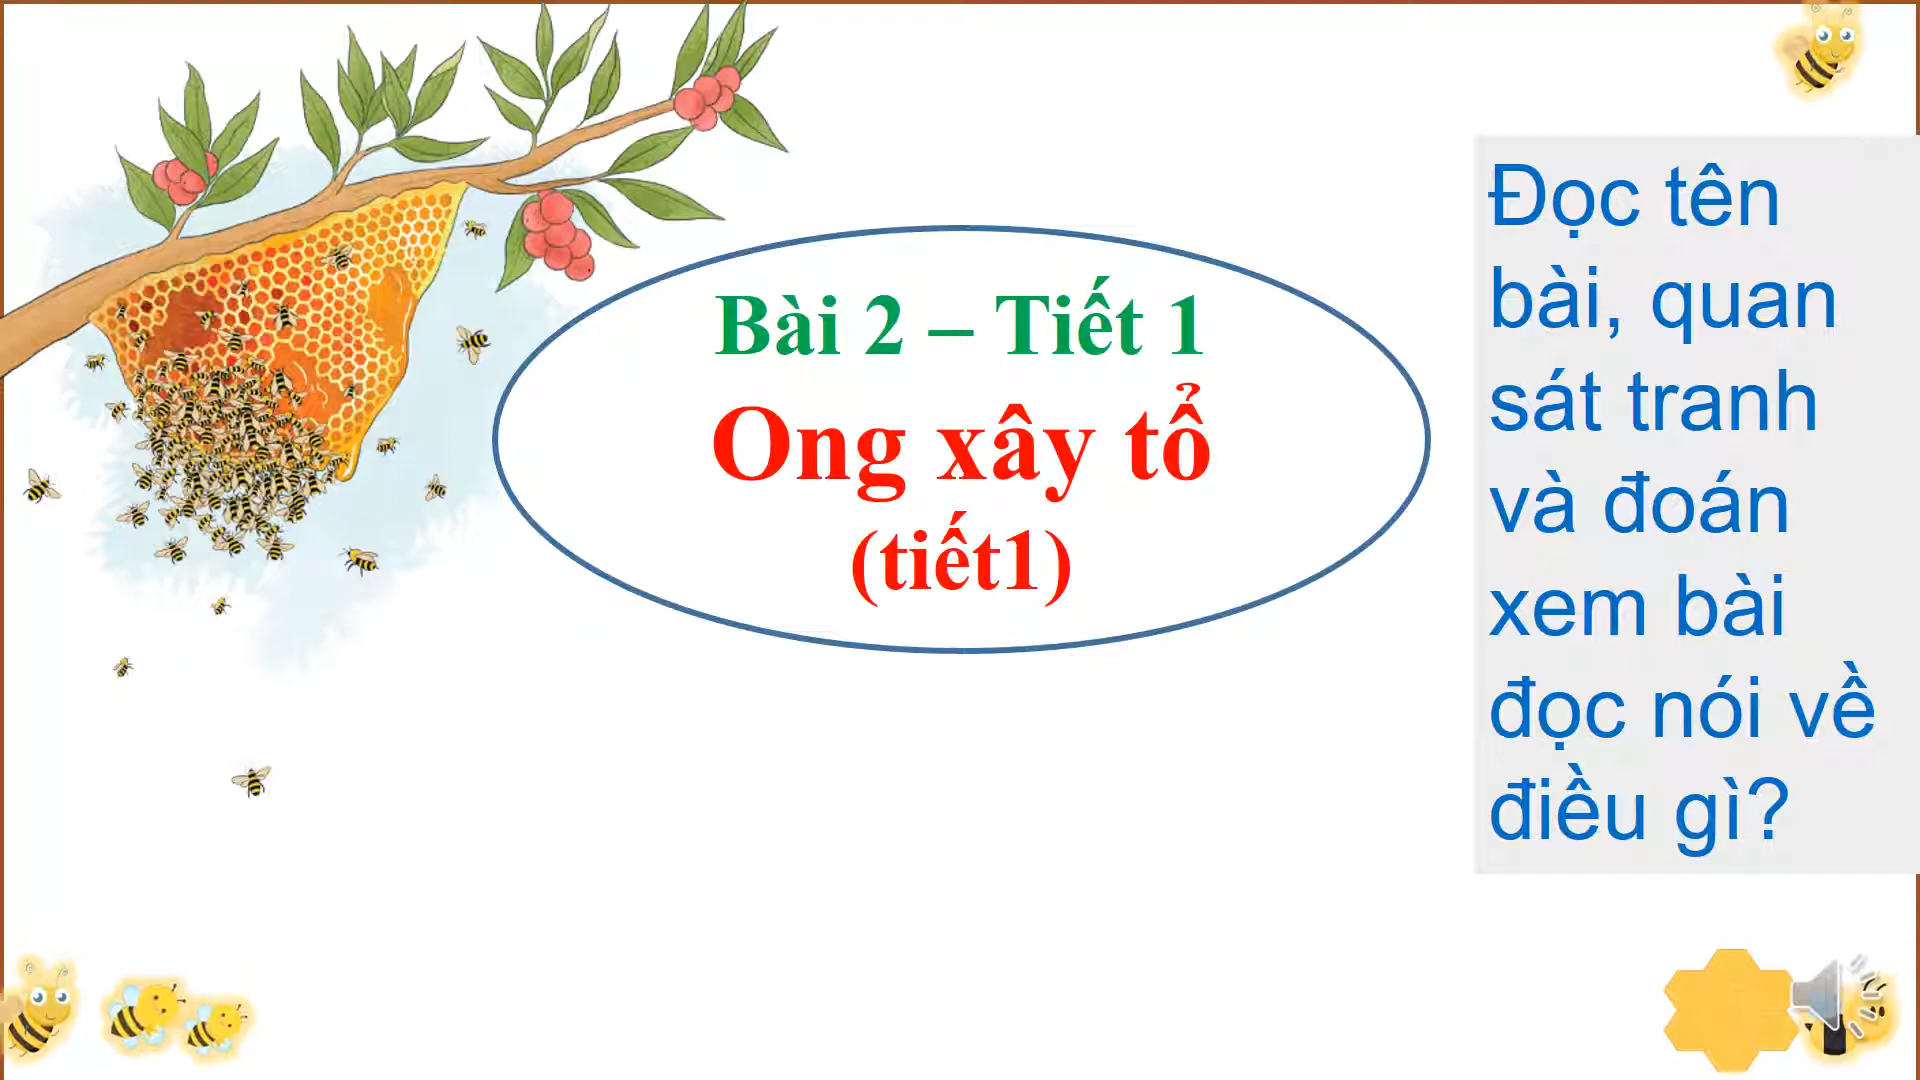 Bài 2 – Tiết 1
Ong xây tổ
(tiết1)
Đọc tên
bài, quan
sát tranh
và đoán
xem bài
đọc nói về
điều gì?